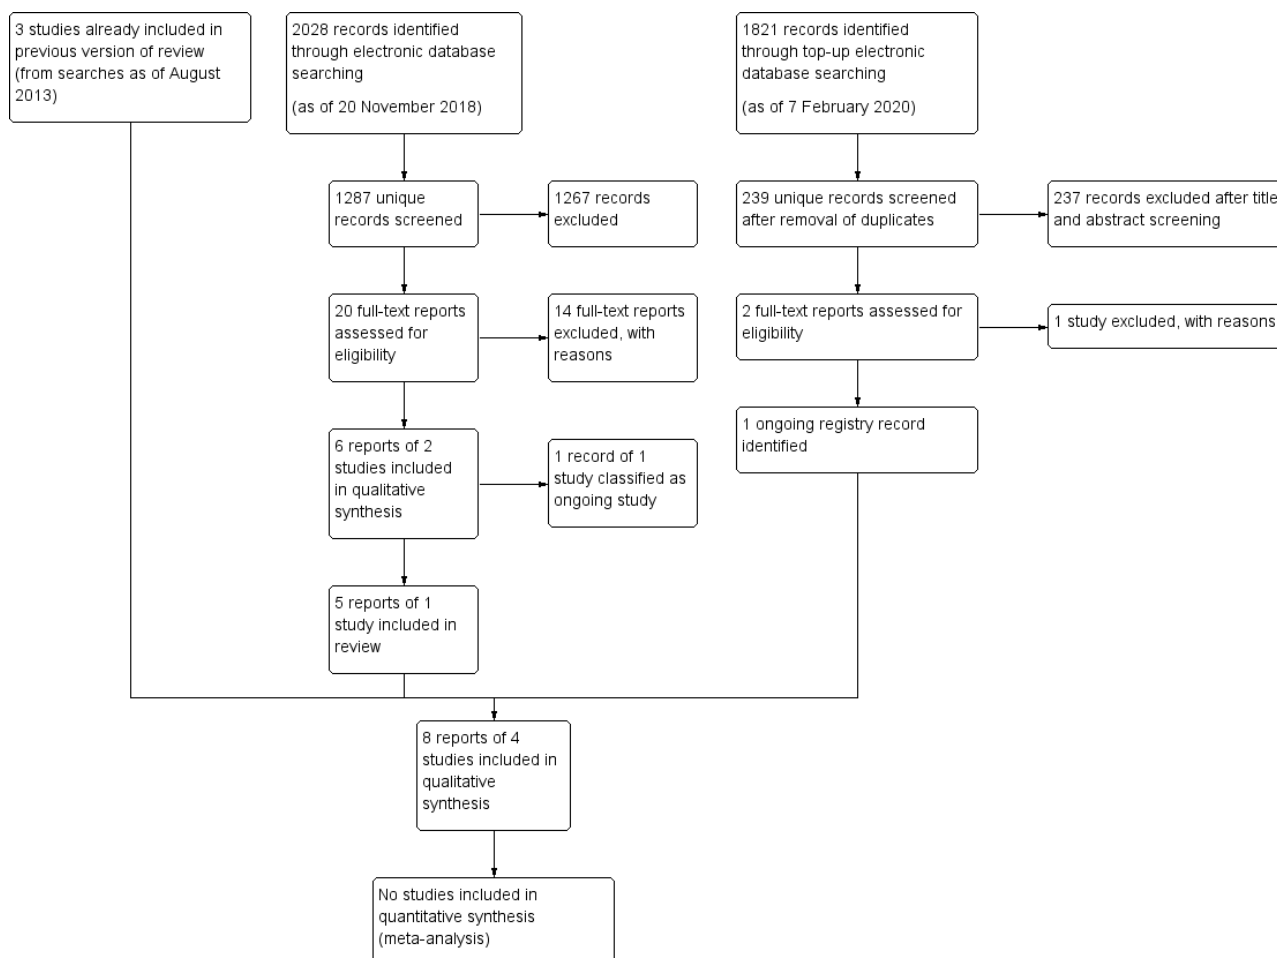 3 studies already included in
previous version of review
(from searches as of August
2013)
2028 records identified
through electronic database
searching
(as of 20 November 2018)
1821 records identified
through top-up electronic
database searching
(as of 7 February 2020)
1287 unique
records screened
1267 records
excluded
239 unique records screened
after removal of duplicates
237 records excluded after title
and abstract screening
20 full-text reports
assessed for
eligibility
14 full-text reports
excluded, with
reasons
2 full-text reports assessed for
eligibility
1 study excluded, with reasons
1 ongoing registry record
identified
6 reports of 2
studies included
in qualitative
synthesis
1 record of 1
study classified as
ongoing study
5 reports of 1
study included in
review
8 reports of 4
studies included in
qualitative
synthesis
No studies included in
quantitative synthesis
(meta-analysis)